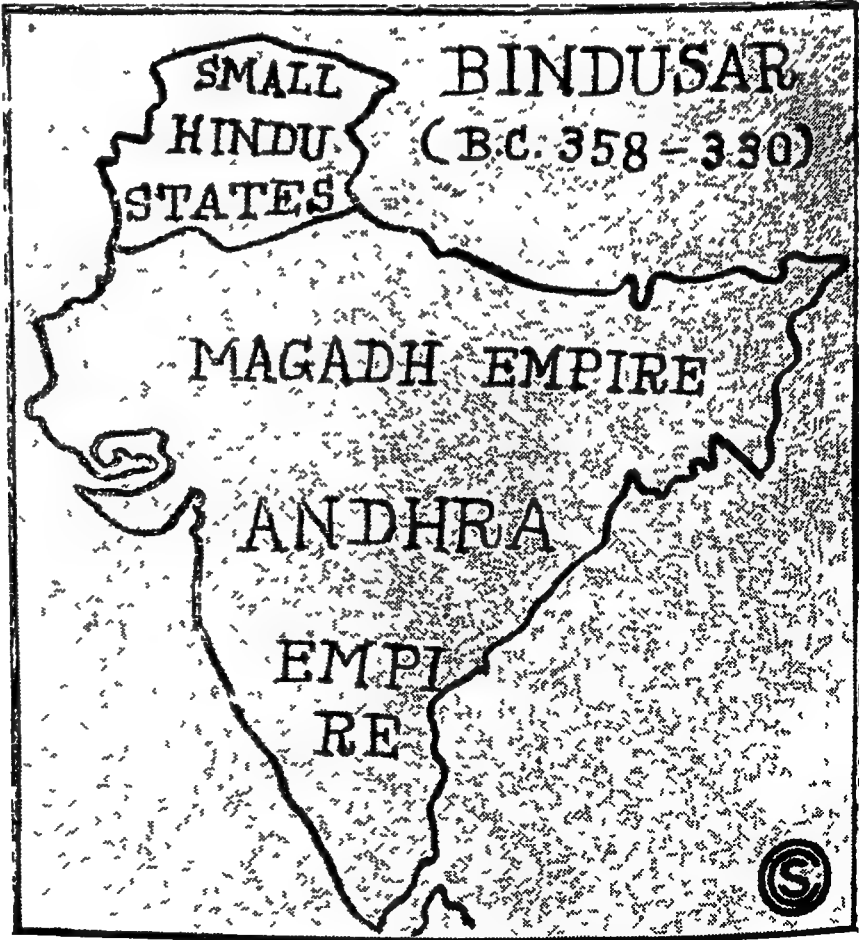 BINDUSAR
(B.C. 358-330)
SMALL
HINDU
STATES
MAGADH EMPIRE
ANDHRA
EMPI
RE
S